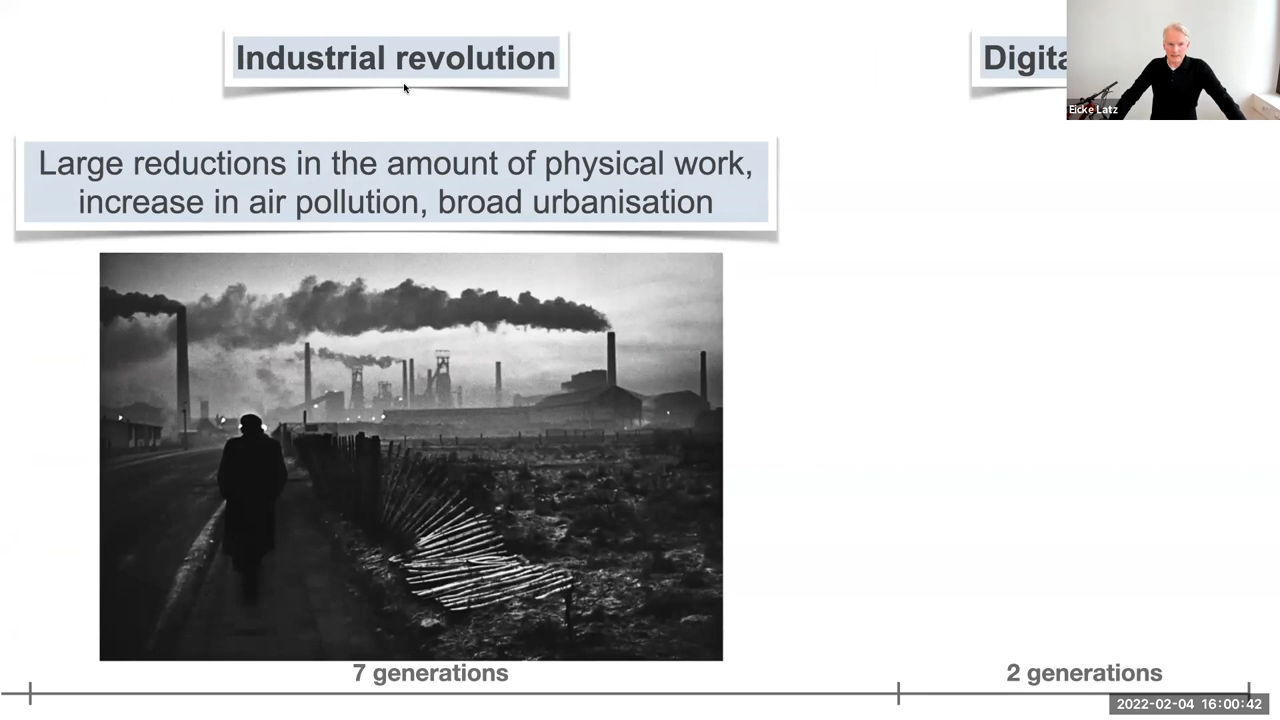 Industrial revolution
Digita
Eicke Latz
Large reductions in the amount of physical work,
increase in air pollution, broad urbanisation
7 generations
2 generations
2022-02-04 16:00:42